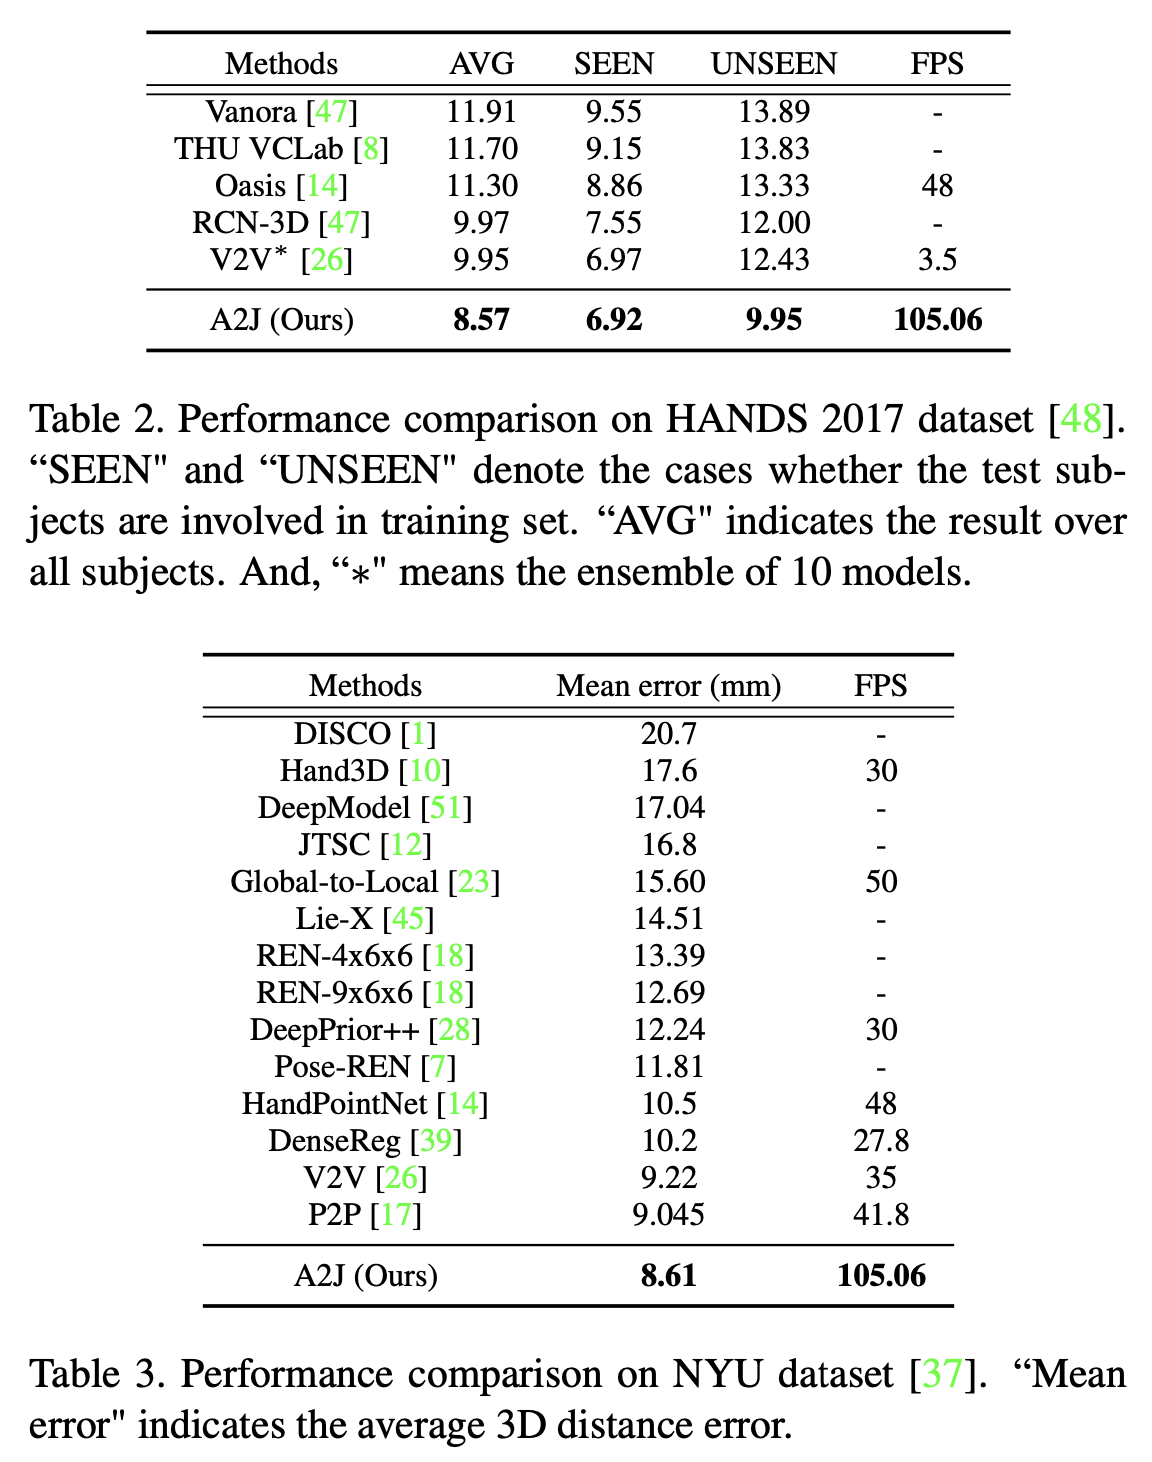 Methods AVG SEEN UNSEEN FPS
Vanora [47] 11.91 9.55 13.89 -
THU VCLab [8] 11.70 9.15 13.83 -
Oasis [14] 11.30 8.86 13.33 48
RCN-3D [47] 9.97 7.55 12.00 -
V2V* [26] 9.95 6.97 12.43 3.5
A2J (Ours) 8.57 6.92 9.95 105.06
Table 2. Performance comparison on HANDS 2017 dataset [48].
“SEEN" and “UNSEEN" denote the cases whether the test sub-
jects are involved in training set. “AVG" indicates the result over
all subjects. And, “*" means the ensemble of 10 models.
Methods Mean error (mm) FPS
DISCO [1] 20.7 -
Hand3D [10] 17.6 30
DeepModel [51] 17.04 -
JTSC [12] 16.8 -
Global-to-Local [23] 15.60 50
Lie-X [45] 14.51 -
REN-4x6x6 [18] 13.39 -
REN-9x6x6 [18] 12.69 -
DeepPrior++ [28] 12.24 30
Pose-REN [7] 11.81 -
HandPointNet [14] 10.5 48
DenseReg [39] 10.2 27.8
V2V [26] 9.22 35
P2P [17] 9.045 41.8
A2J (Ours) 8.61 105.06
Table 3. Performance comparison on NYU dataset [37]. “Mean
error" indicates the average 3D distance error.